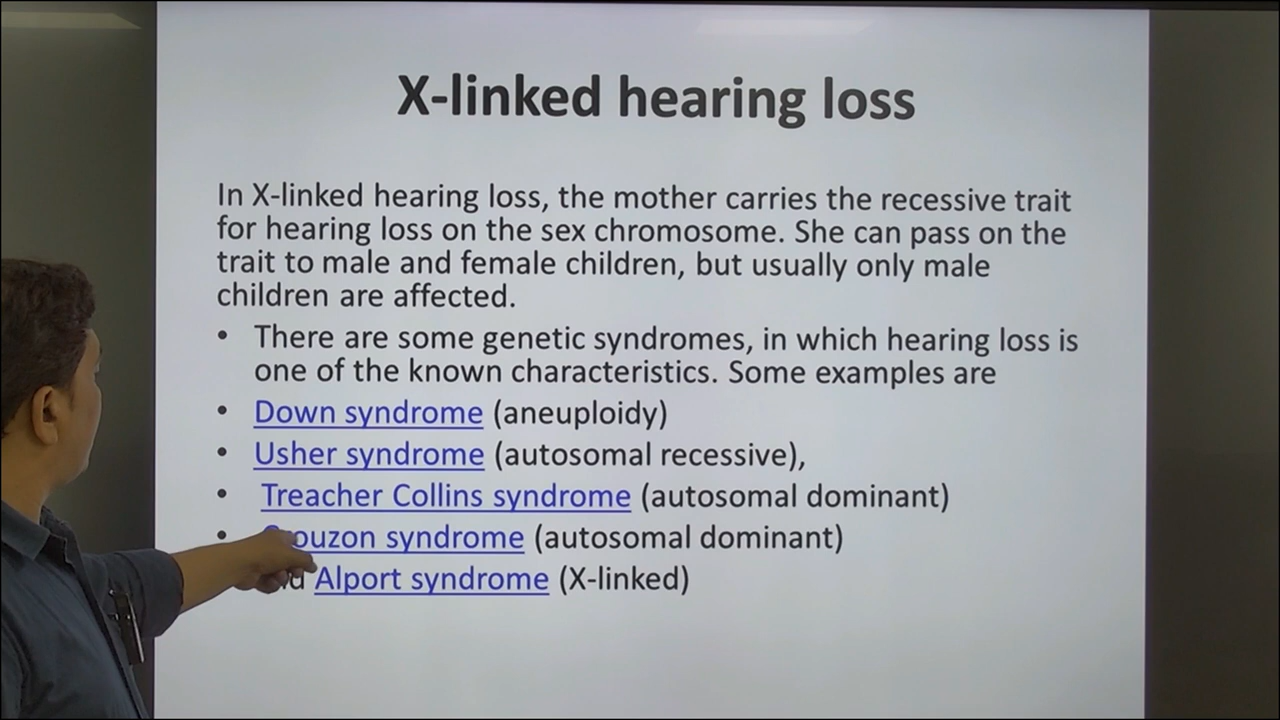 X-linked hearing loss
In X-linked hearing loss, the mother carries the recessive trait
for hearing loss on the sex chromosome. She can pass on the
trait to male and female children, but usually only male
children are affected.
• There are some genetic syndromes, in which hearing loss is
one of the known characteristics. Some examples are
• Down syndrome (aneuploidy)
• Usher syndrome (autosomal recessive),
• Treacher Collins syndrome (autosomal dominant)
• syndrome (autosomal dominant)
Alport syndrome (X-linked)